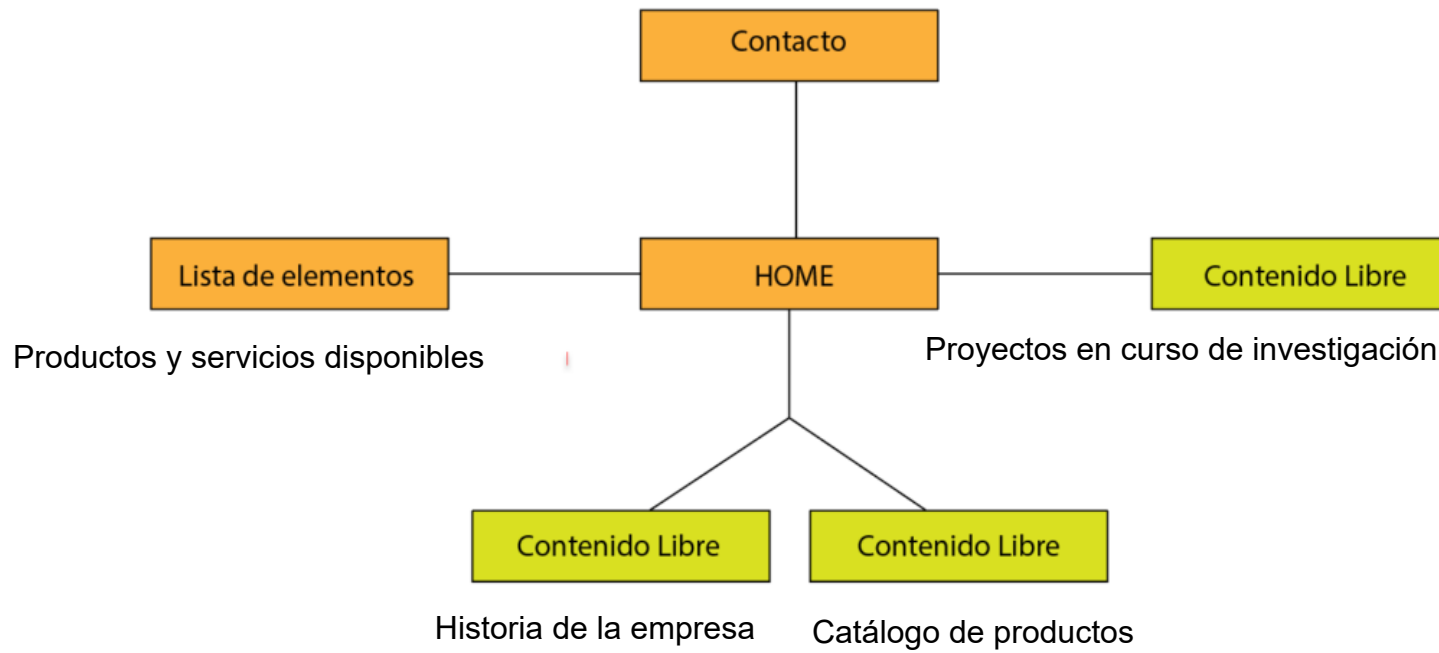 Contacto
Lista de elementos
HOME
Contenido Libre
Productos y servicios disponibles
Proyectos en curso de investigación
Contenido Libre
Contenido Libre
Historia de la empresa
Catálogo de productos